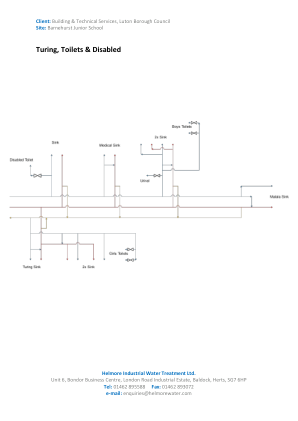 Client: Building & Technical Services, Luton Borough Council
Site: Barnehurst Junior School
Turing, Toilets & Disabled
Boys Toilets
2x Sink
Sink
Medical Sink
Disabled Toilet
Urinal
Maisha Sink
Girls Toilets
Turing Sink
2x Sink
Helmore Industrial Water Treatment Ltd.
Unit 6, Bondor Business Centre, London Road Industrial Estate, Baldock, Herts, SG7 6HP
Tel: 01462 895588 Fax: 01462 893872
e-mail: enquiries@helmorewater.com